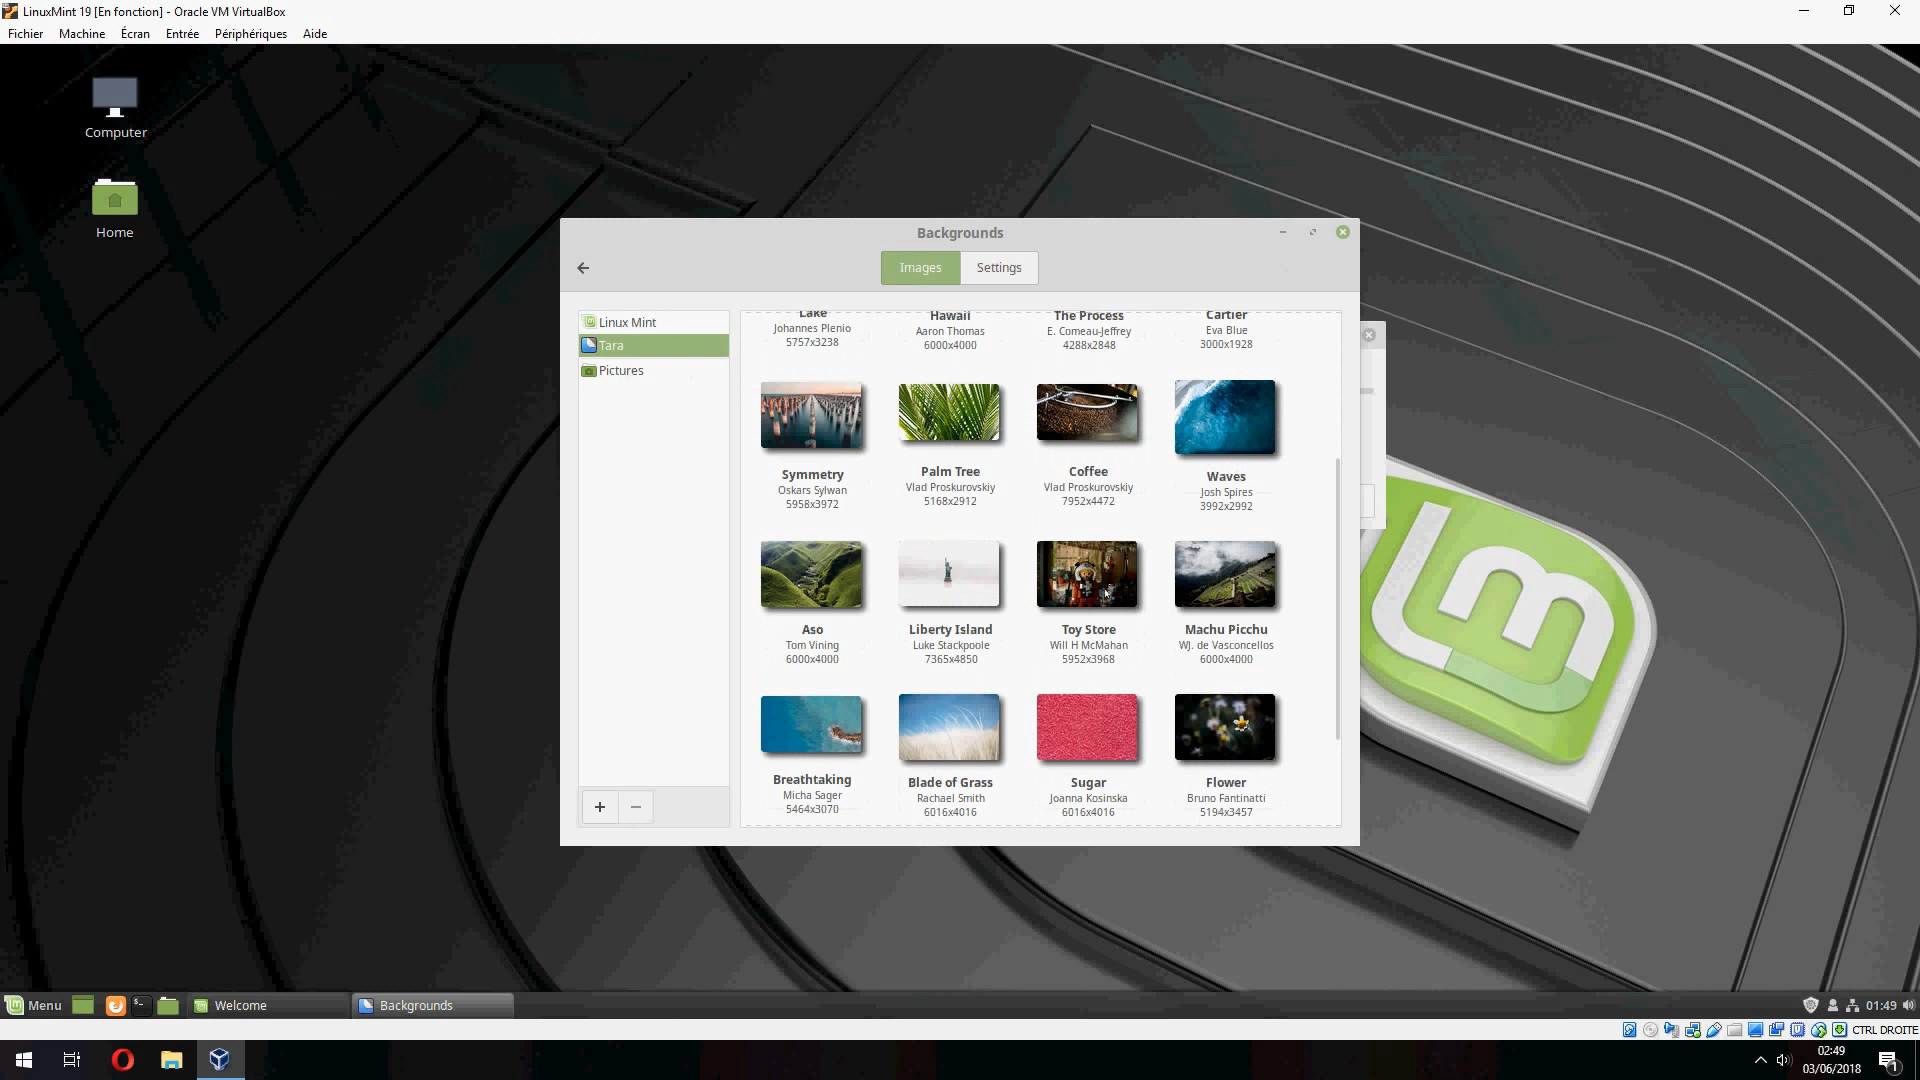 LinuxMint 19 [En fonction] - Oracle VM VirtualBox
Fichier Machine Écran Entrée Périphériques Aide
Computer
Home
Backgrounds
Images Settings
Linux Mint
Tara
Pictures
Lake Hawaii The Process Cartier
Johannes Plenio Aaron Thomas E. Comeau-Jeffrey Eva Blue
5757x3238 6000x4000 4288x2848 3000x1928
Symmetry Palm Tree Coffee Waves
Oskars Sylwan Vlad Proskurovskiy Vlad Proskurovskiy Josh Spires
5958x3972 5168x2912 7952x4472 3992x2992
Aso Liberty Island Toy Store Machu Picchu
Tom Vining Luke Stackpoole Will H McMahan WJ. de Vasconcellos
6000x4000 7365x4850 5952x3968 6000x4000
Breathtaking Blade of Grass Sugar Flower
Micha Sager Rachael Smith Joanna Kosinska Bruno Fantinatti
5464x3070 6016x4016 6016x4016 5194x3457
Menu Welcome Backgrounds 01:49
CTRL DROITE
02:49
03/06/2018
1